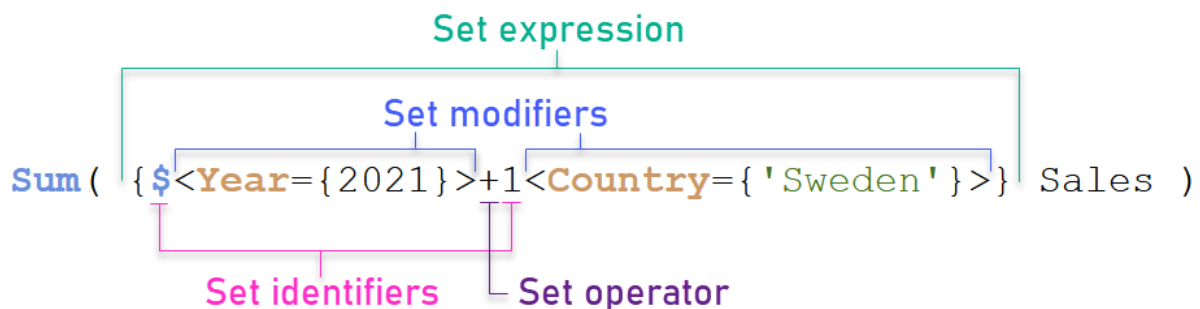 Set expression
Set modifiers
Sum( {$<Year={2021}>+1<Country={'Sweden'}>} Sales )
Set identifiers
Set operator